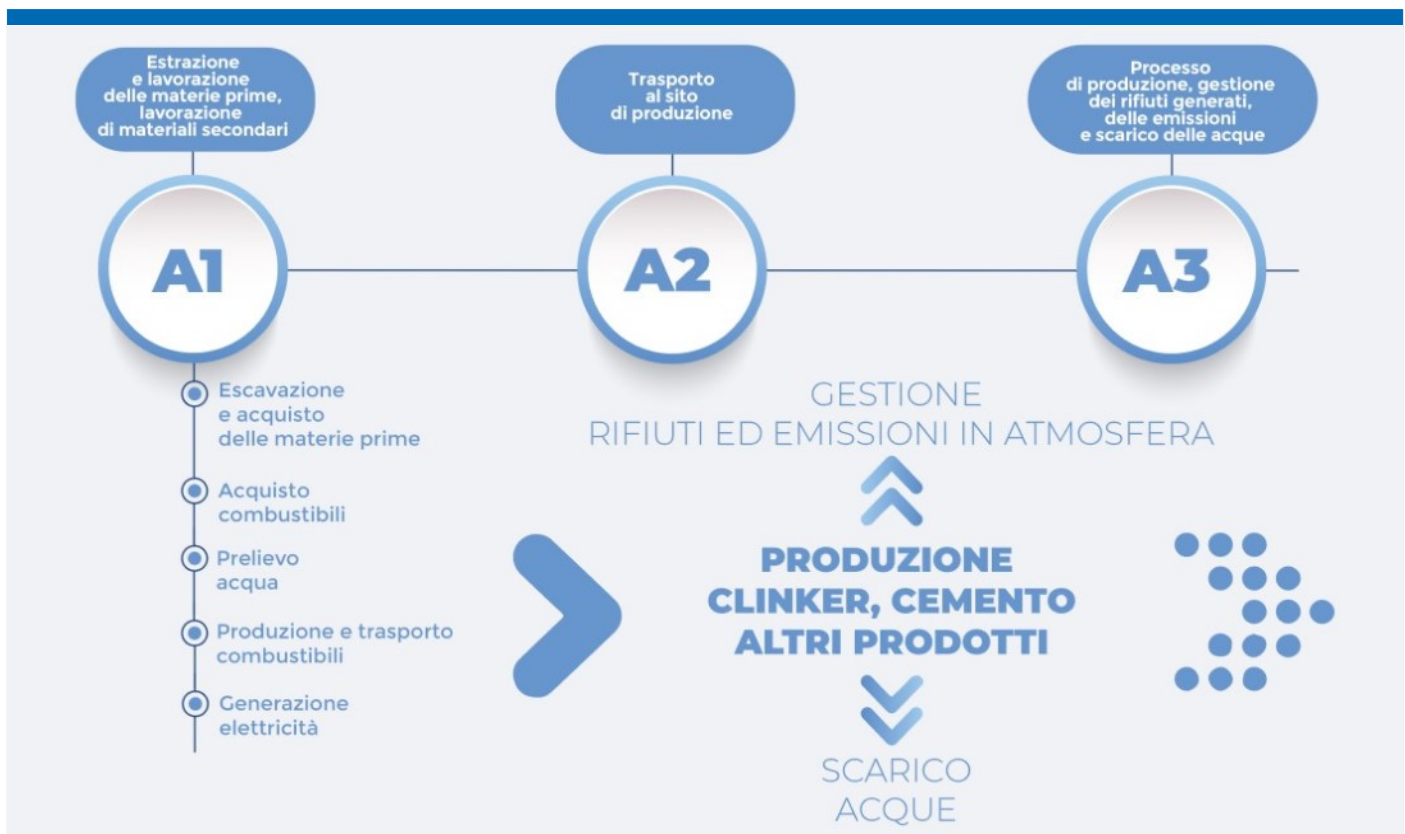 Estrazione
e lavorazione
delle materie prime,
lavorazione
di materiali secondari
Trasporto
al sito
di produzione
Processo
di produzione, gestione
dei rifiuti generati,
delle emissioni
e scarico delle acque
A1
A2
A3
Escavazione
e acquisto
delle materie prime
Acquisto
combustibili
Prelievo
acqua
Produzione e trasporto
combustibili
Generazione
elettricità
GESTIONE
RIFIUTI ED EMISSIONI IN ATMOSFERA
PRODUZIONE
CLINKER, CEMENTO
ALTRI PRODOTTI
SCARICO
ACQUE